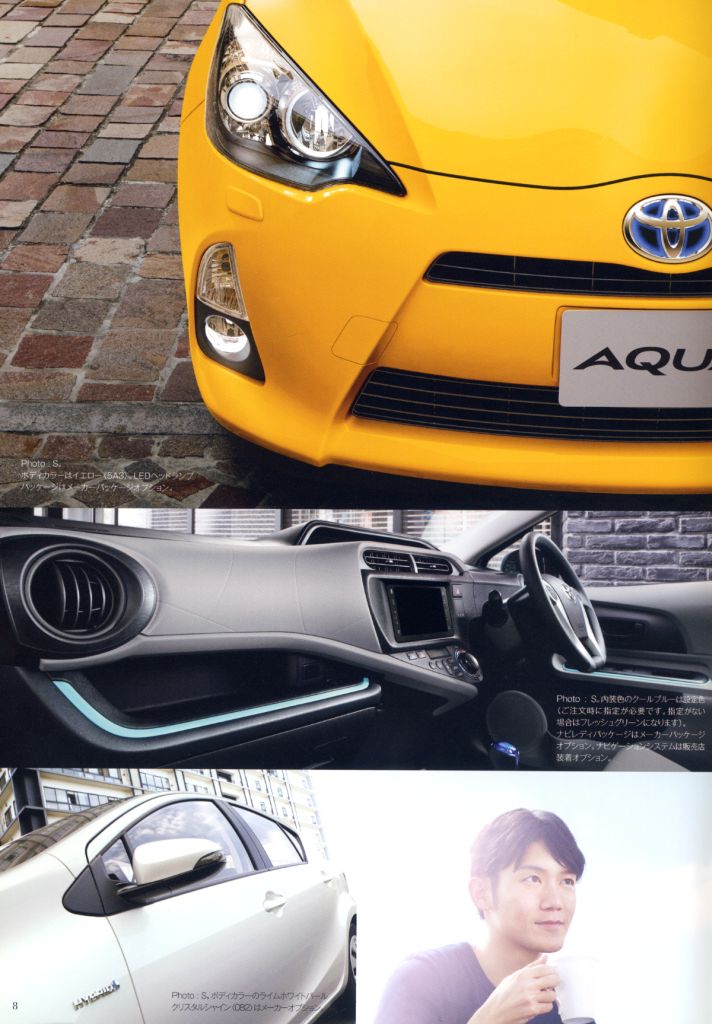 AQU
Photo : S。
ボディカラーはイエロー〈5A3〉。LEDヘッドランプ
パッケージはメーカーパッケージオプション。
Photo : S。内装色のクールブルーは設定色
(ご注文時に指定が必要です。指定がない
場合はフレッシュグリーンになります)。
ナビレディパッケージはメーカーパッケージ
オプション。ナビゲーションシステムは販売店
装着オプション。
HYBRID
Photo : S。ボディカラーのライムホワイトパール
クリスタルシャイン〈082〉はメーカーオプション。
8